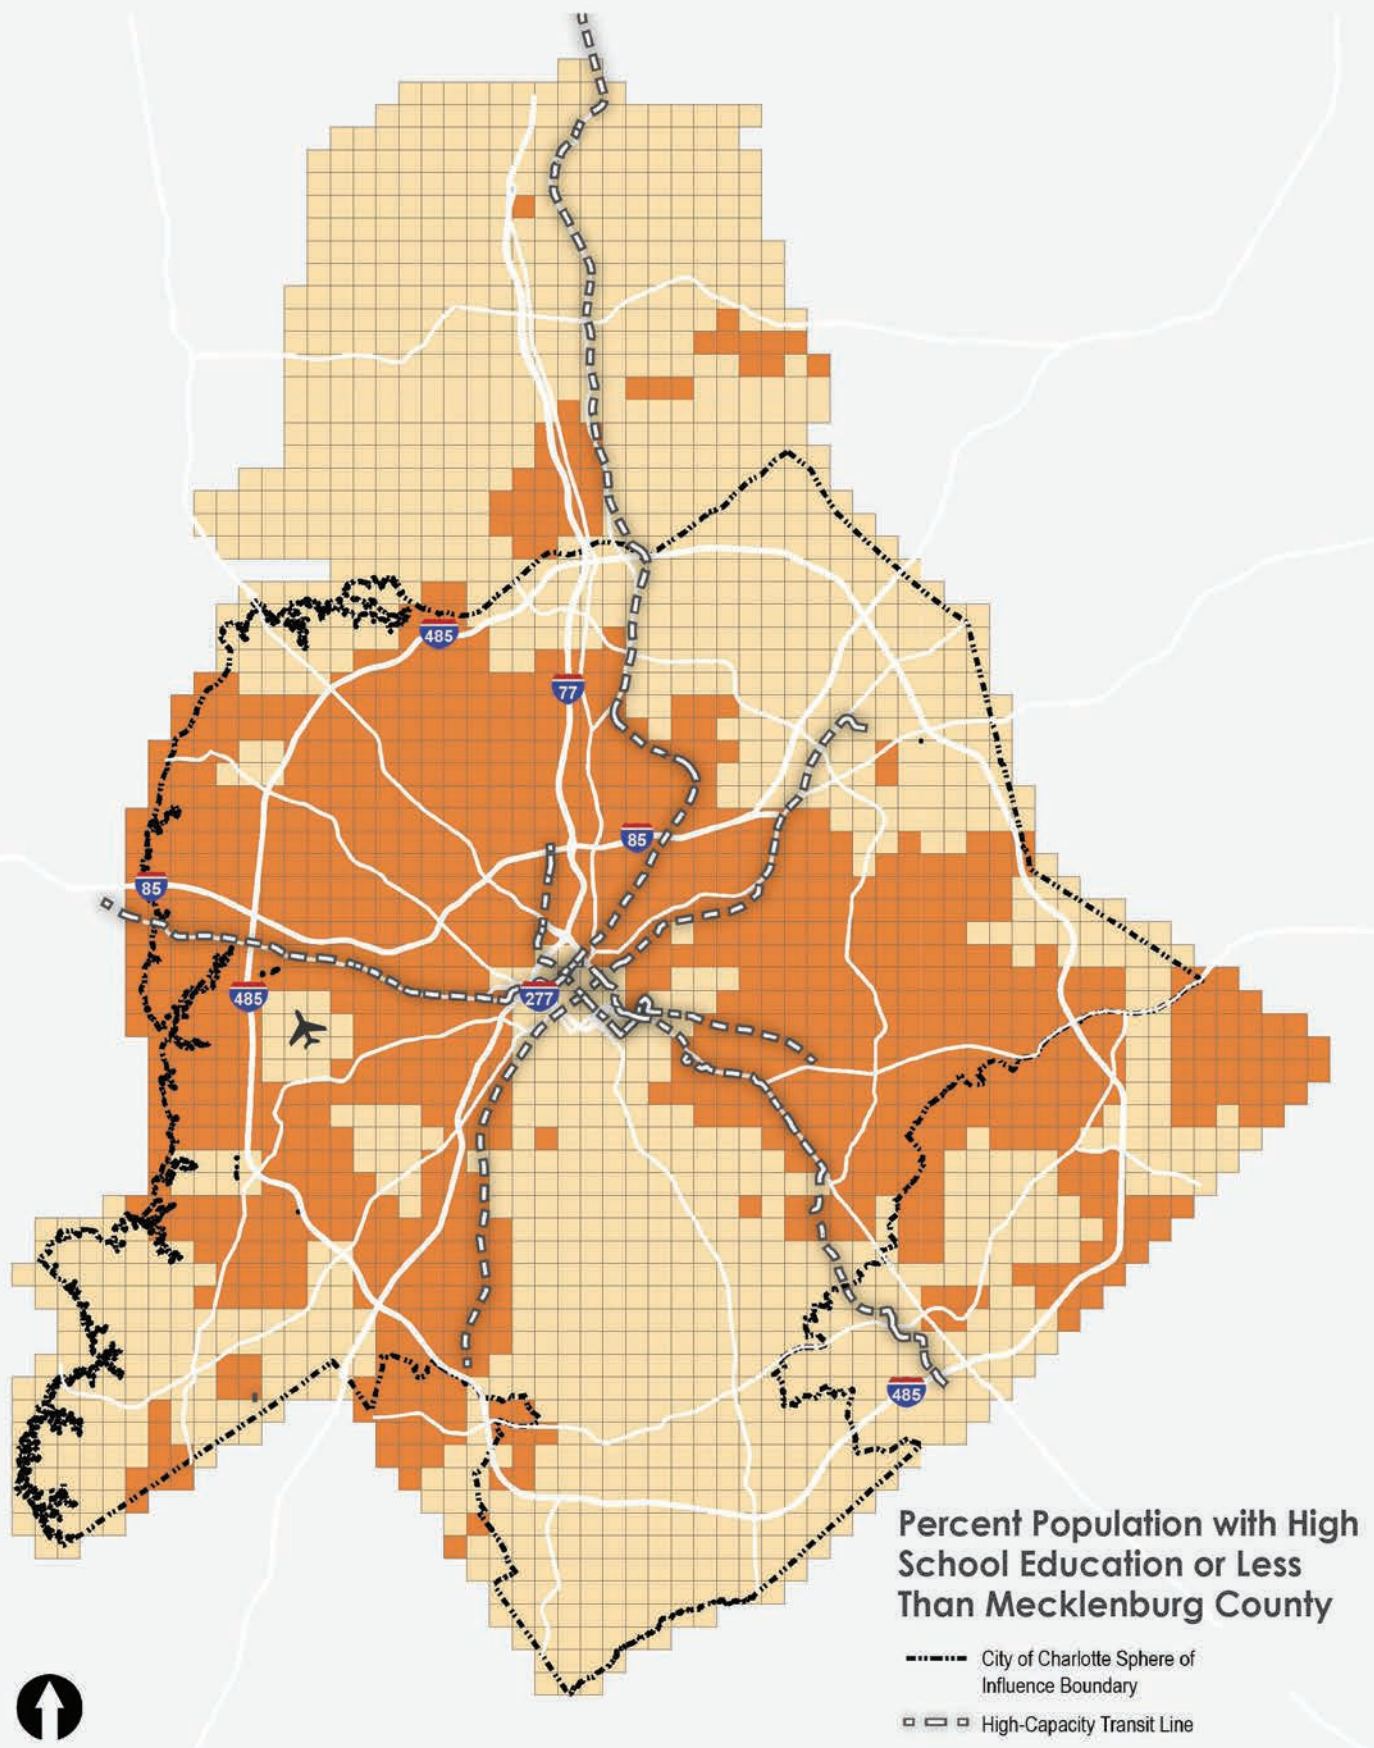 485
77
85
85
485
277
485
Percent Population with High
School Education or Less
Than Mecklenburg County
City of Charlotte Sphere of
Influence Boundary
High-Capacity Transit Line